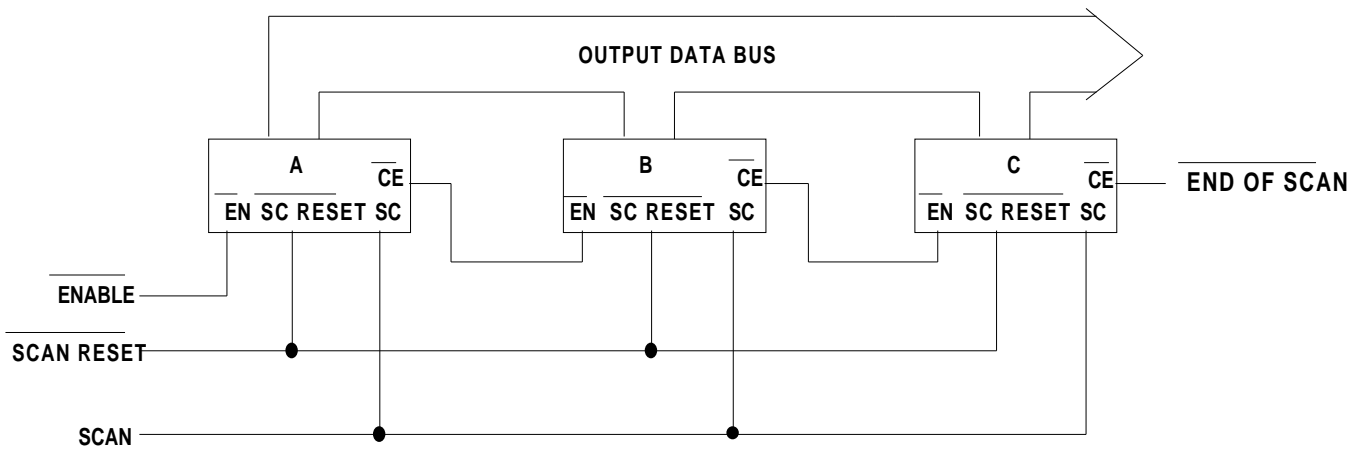 OUTPUT DATA BUS
A
B
C
CE
CE
CE
END OF SCAN
EN SC RESET SC
EN SC RESET SC
EN SC RESET SC
ENABLE
SCAN RESET
SCAN